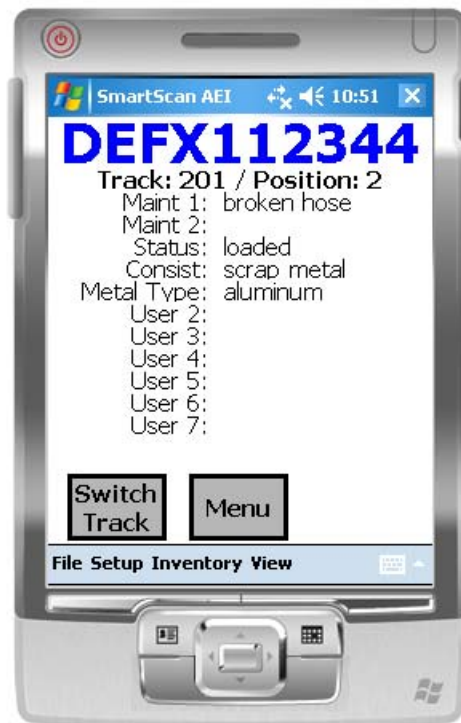 SmartScan AEI 10:51
DEFX112344
Track: 201 / Position: 2
Maint 1: broken hose
Maint 2:
Status: loaded
Consist: scrap metal
Metal Type: aluminum
User 2:
User 3:
User 4:
User 5:
User 6:
User 7:
Switch
Track
Menu
File Setup Inventory View